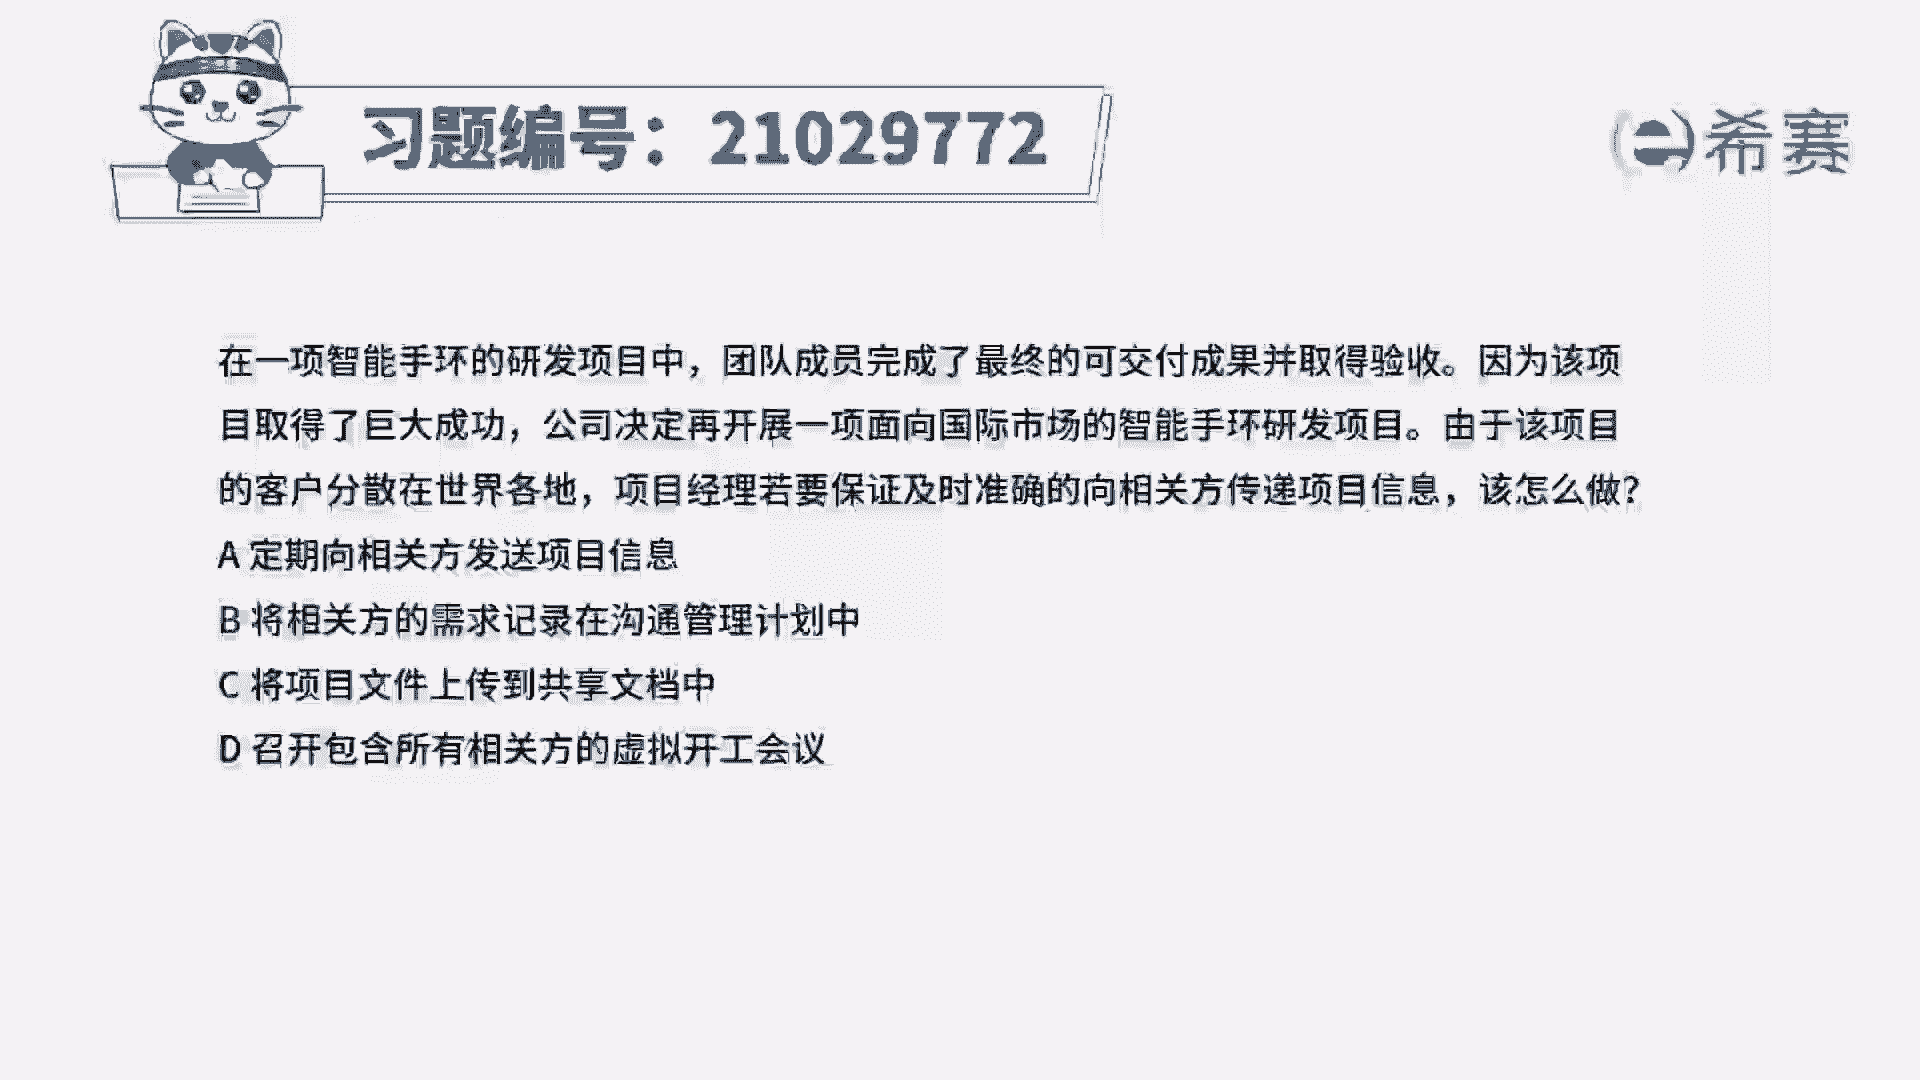 习题编号：21029772
希赛
在一项智能手环的研发项目中，团队成员完成了最终的可交付成果并取得验收。因为该项
目取得了巨大成功，公司决定再开展一项面向国际市场的智能手环研发项目。由于该项目
的客户分散在世界各地，项目经理若要保证及时准确的向相关方传递项目信息，该怎么做？
A 定期向相关方发送项目信息
B 将相关方的需求记录在沟通管理计划中
C 将项目文件上传到共享文档中
D 召开包含所有相关方的虚拟开工会议